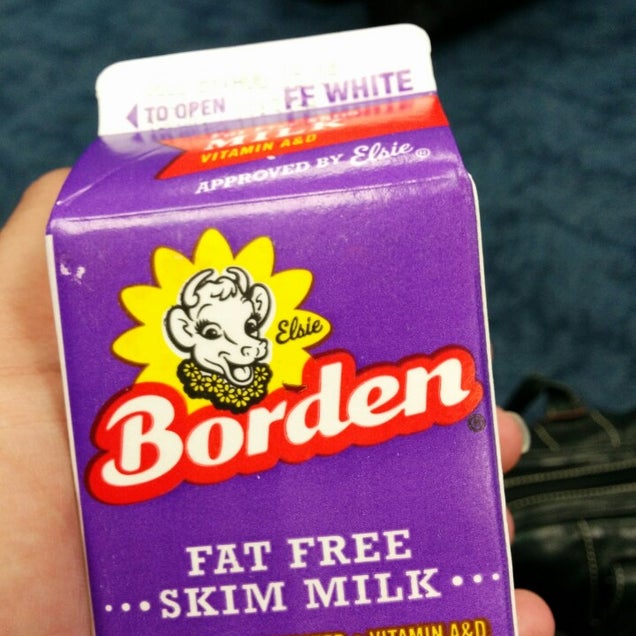 TO OPEN FF WHITE
MILK
VITAMIN A&D
APPROVED BY Elsie®
Elsie
Borden®
FAT FREE
•••SKIM MILK•••
VITAMIN A&D